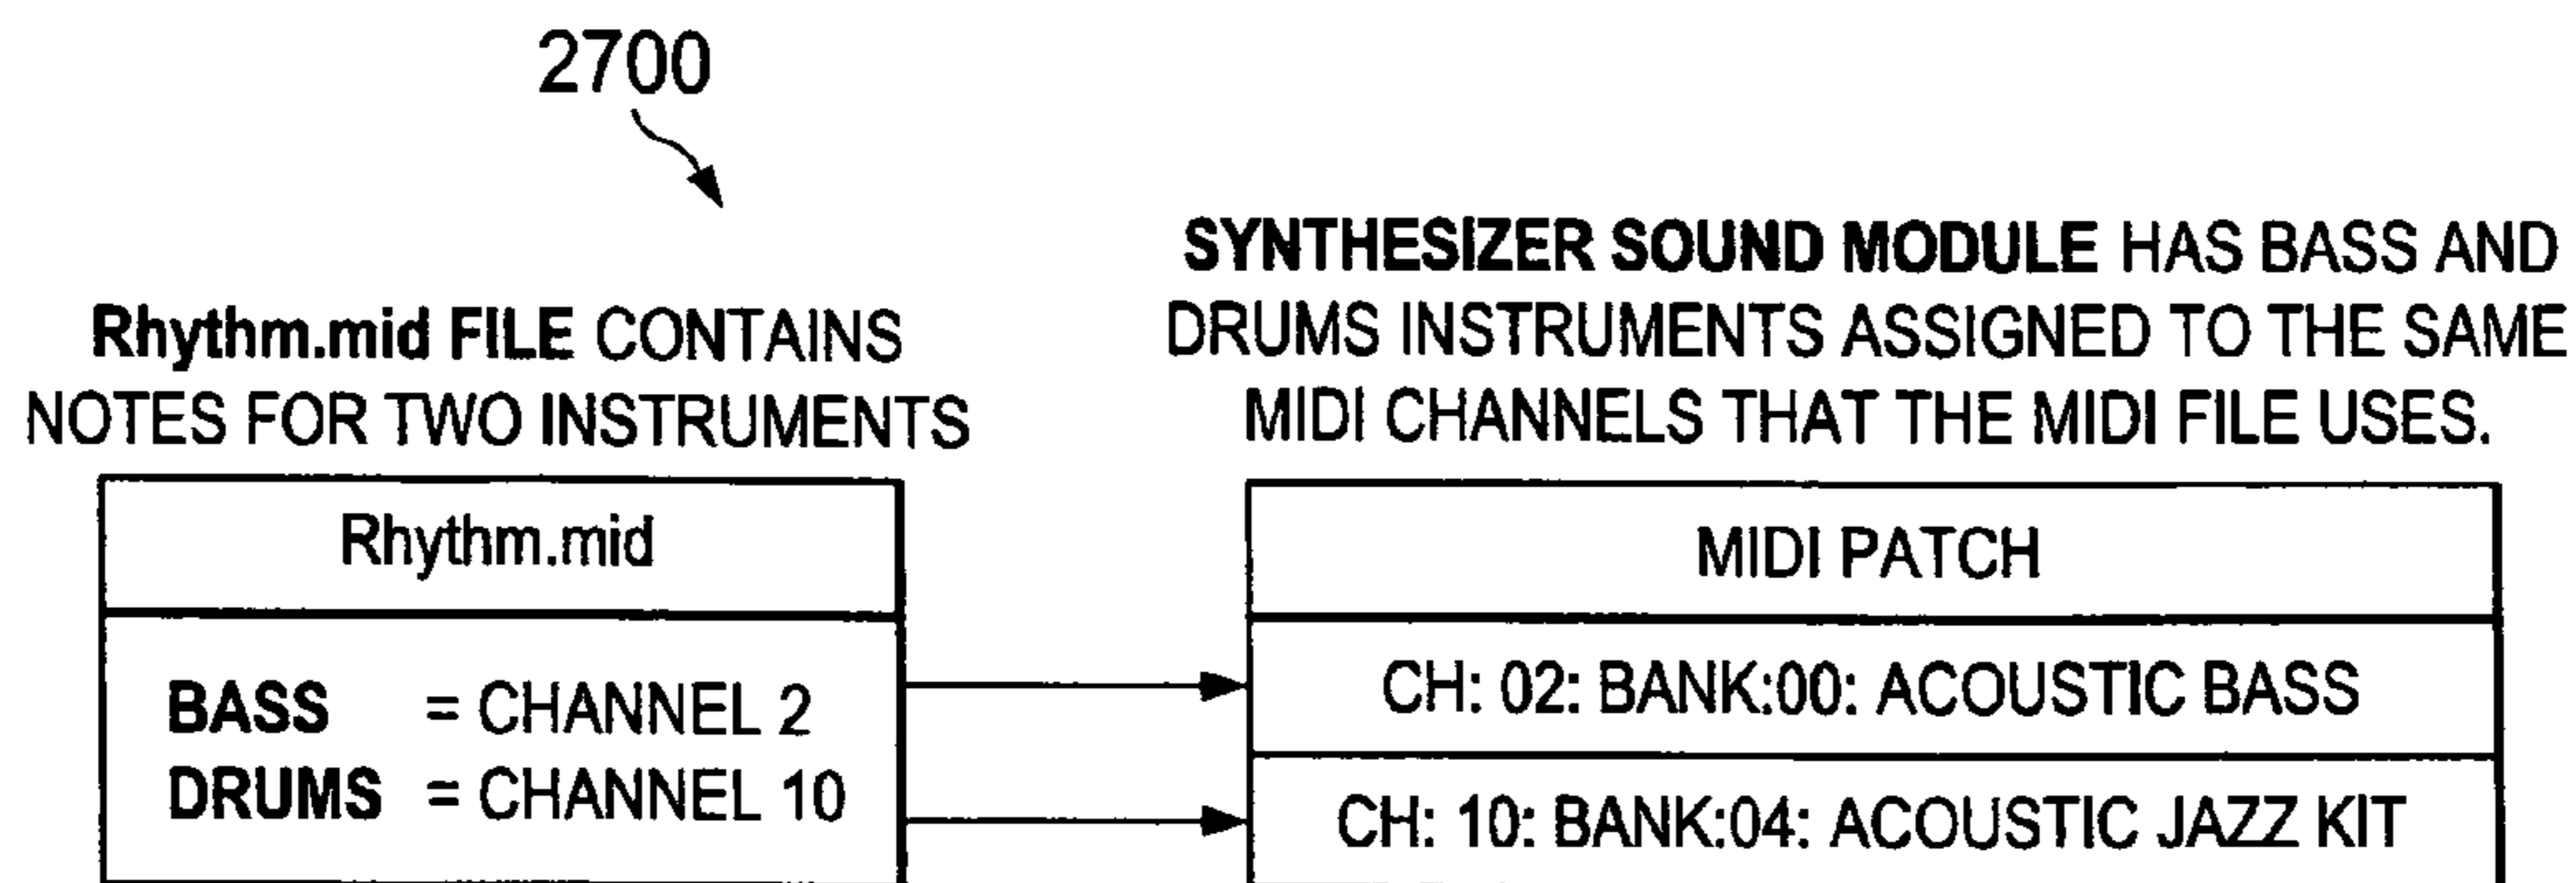 2700
Rhythm.mid FILE CONTAINS
NOTES FOR TWO INSTRUMENTS
Rhythm.mid
BASS = CHANNEL 2
DRUMS = CHANNEL 10
SYNTHESIZER SOUND MODULE HAS BASS AND
DRUMS INSTRUMENTS ASSIGNED TO THE SAME
MIDI CHANNELS THAT THE MIDI FILE USES.
MIDI PATCH
CH: 02: BANK:00: ACOUSTIC BASS
CH: 10: BANK:04: ACOUSTIC JAZZ KIT